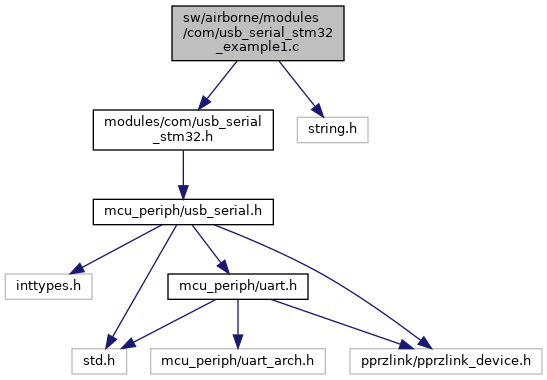 sw/airborne/modules
/com/usb_serial_stm32
_example1.c
modules/com/usb_serial
_stm32.h
string.h
mcu_periph/usb_serial.h
inttypes.h
mcu_periph/uart.h
std.h
mcu_periph/uart_arch.h
pprzlink/pprzlink_device.h